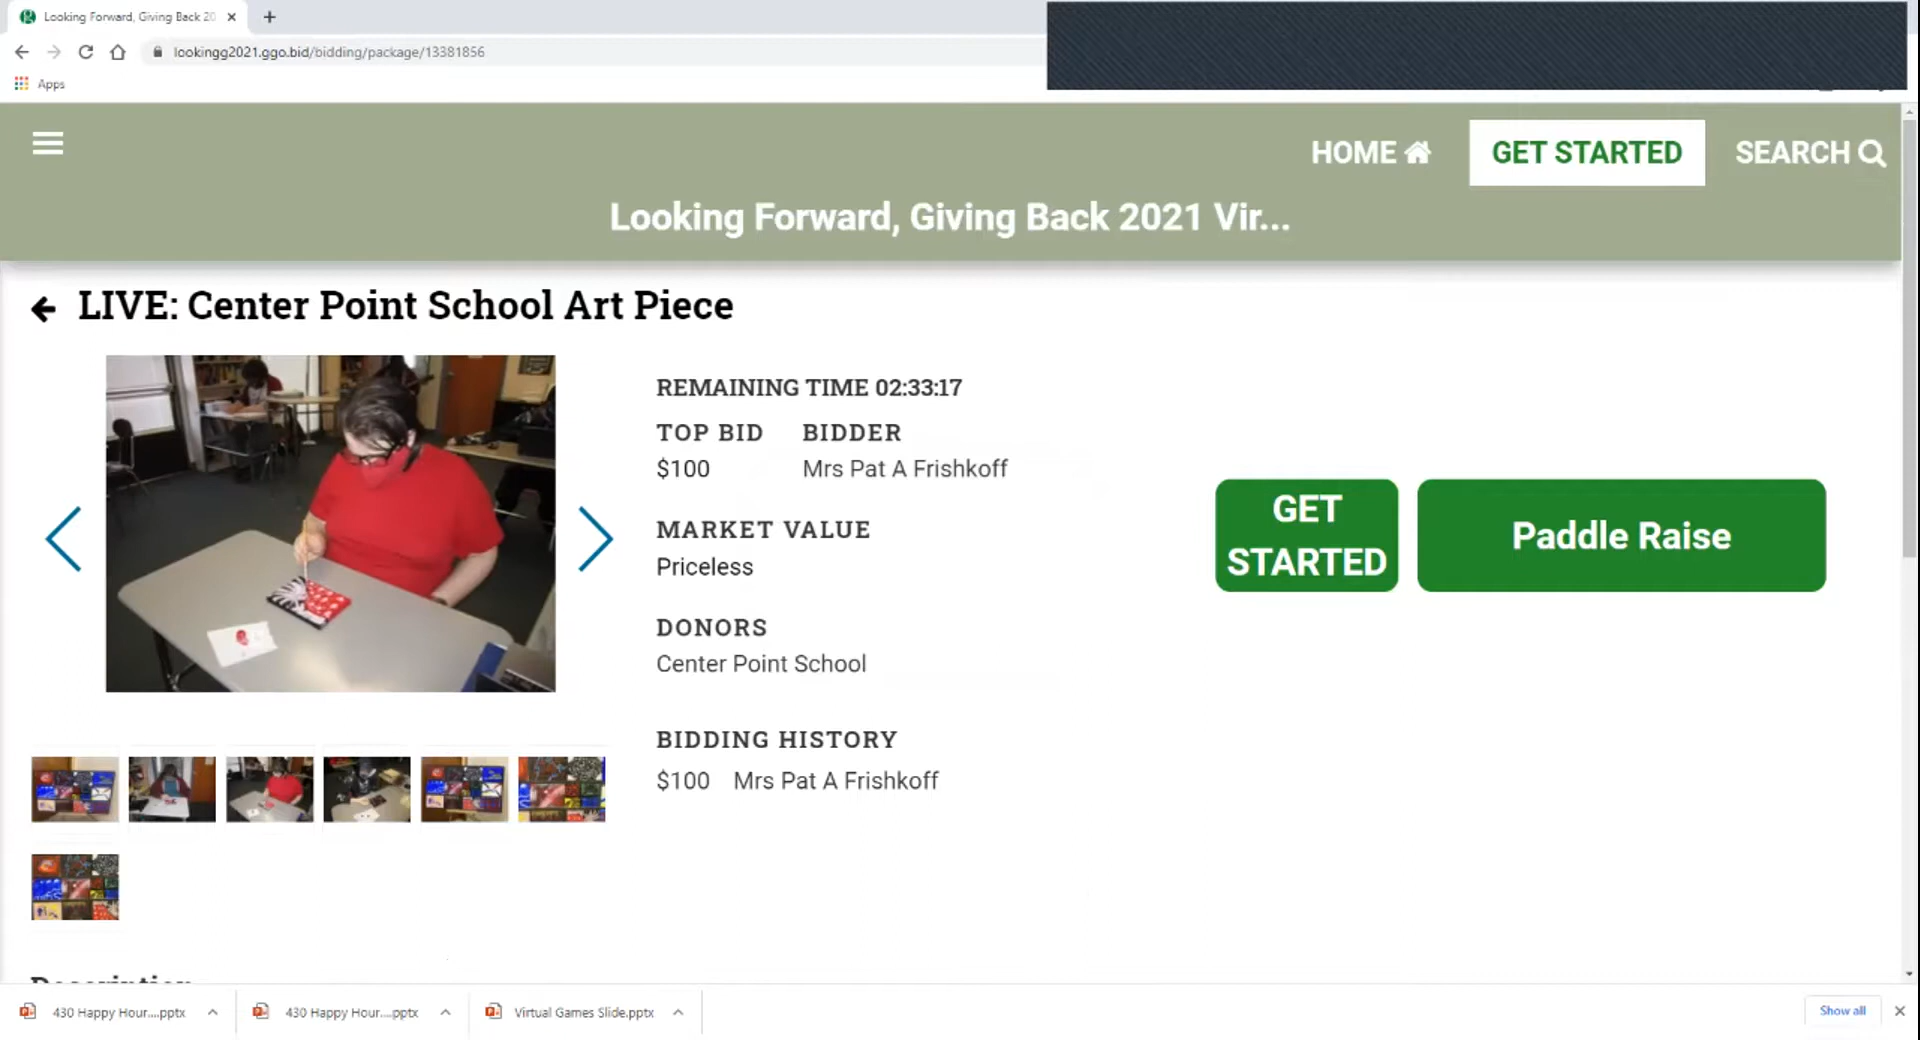 Looking Forward, Giving Back 20
lookingg2021.ggo.bid/bidding/package/13381856
Apps
HOME
GET STARTED
SEARCH
Looking Forward, Giving Back 2021 Vir...
LIVE: Center Point School Art Piece
REMAINING TIME 02:33:17
TOP BID BIDDER
$100 Mrs Pat A Frishkoff
MARKET VALUE
Priceless
DONORS
Center Point School
BIDDING HISTORY
$100 Mrs Pat A Frishkoff
GET
STARTED
Paddle Raise
Description
430 Happy Hour....pptx
430 Happy Hour....pptx
Virtual Games Slide.pptx
Show all